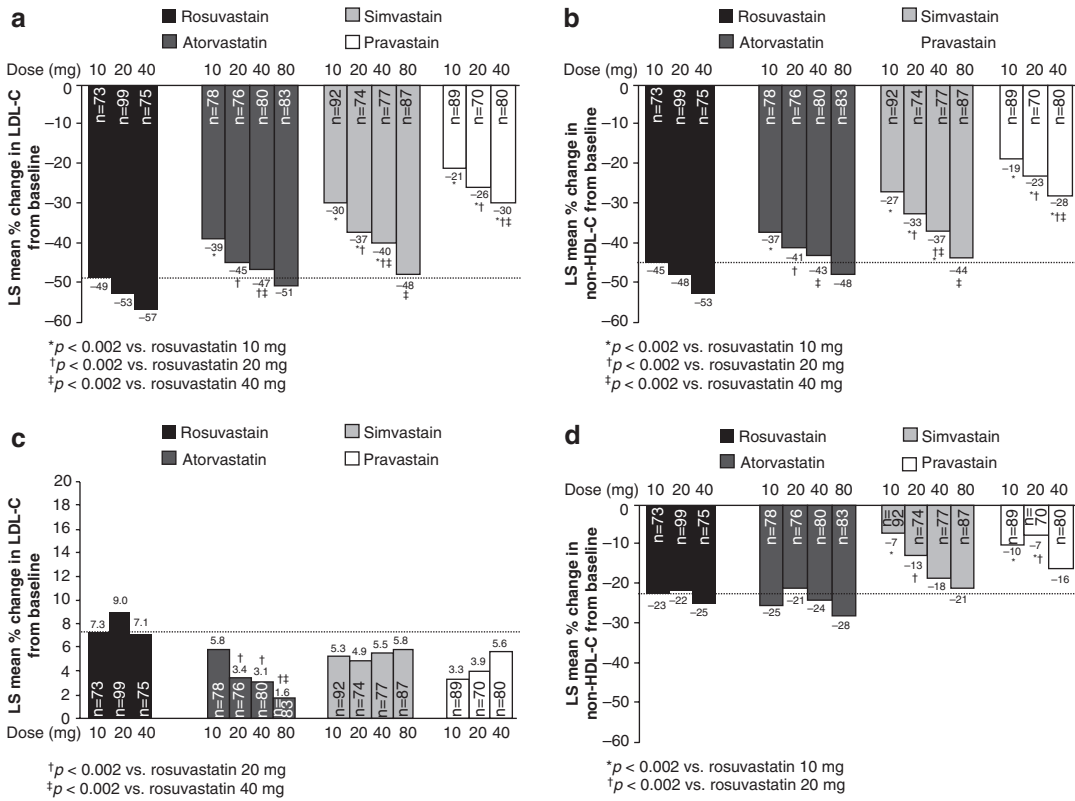 a
Rosuvastain
Simvastain
Atorvastatin
Pravastain
Dose (mg) 10 20 40 10 20 40 80 10 20 40 80 10 20 40
LS mean % change in LDL-C
from baseline
0
–10
–20
–30
–40
–50
–60
n=73 n=99 n=75 n=78 n=76 n=80 n=83 n=92 n=74 n=77 n=87 n=89 n=70 n=80
–49 –53 –57
–39 * –45 † –47 †‡ –51
–30 * –37 *† –40 *†‡ –48 ‡
–21 * –26 *† –30 *†‡
*p < 0.002 vs. rosuvastatin 10 mg
†p < 0.002 vs. rosuvastatin 20 mg
‡p < 0.002 vs. rosuvastatin 40 mg
b
Rosuvastain
Simvastain
Atorvastatin
Pravastain
Dose (mg) 10 20 40 10 20 40 80 10 20 40 80 10 20 40
LS mean % change in
non-HDL-C from baseline
0
–10
–20
–30
–40
–50
–60
n=73 n=99 n=75 n=78 n=76 n=80 n=83 n=92 n=74 n=77 n=87 n=89 n=70 n=80
–45 –48 –53
–37 * –41 † –43 ‡ –48
–27 * –33 *† –37 †‡ * –44 ‡
–19 * –23 *† –28 *†‡
*p < 0.002 vs. rosuvastatin 10 mg
†p < 0.002 vs. rosuvastatin 20 mg
‡p < 0.002 vs. rosuvastatin 40 mg
c
Rosuvastain
Simvastain
Atorvastatin
Pravastain
LS mean % change in LDL-C
from baseline
20
18
16
14
12
10
8
6
4
2
0
7.3 9.0 7.1
5.8 † 3.4 † 3.1 †‡ 1.6
5.3 4.9 5.5 5.8
3.3 3.9 5.6
n=73 n=99 n=75 n=78 n=76 n=80 n=83 n=92 n=74 n=77 n=87 n=89 n=70 n=80
Dose (mg) 10 20 40 10 20 40 80 10 20 40 80 10 20 40
†p < 0.002 vs. rosuvastatin 20 mg
‡p < 0.002 vs. rosuvastatin 40 mg
d
Rosuvastain
Simvastain
Atorvastatin
Pravastain
Dose (mg) 10 20 40 10 20 40 80 10 20 40 80 10 20 40
LS mean % change in
non-HDL-C from baseline
0
–10
–20
–30
–40
–50
–60
n=73 n=99 n=75 n=78 n=76 n=80 n=83 n=92 n=74 n=77 n=87 n=89 n=70 n=80
–23 –22 –25
–25 –21 –24 –28
–7 * –13 † –18 –21
–10 * –7 *† –16
*p < 0.002 vs. rosuvastatin 10 mg
†p < 0.002 vs. rosuvastatin 20 mg